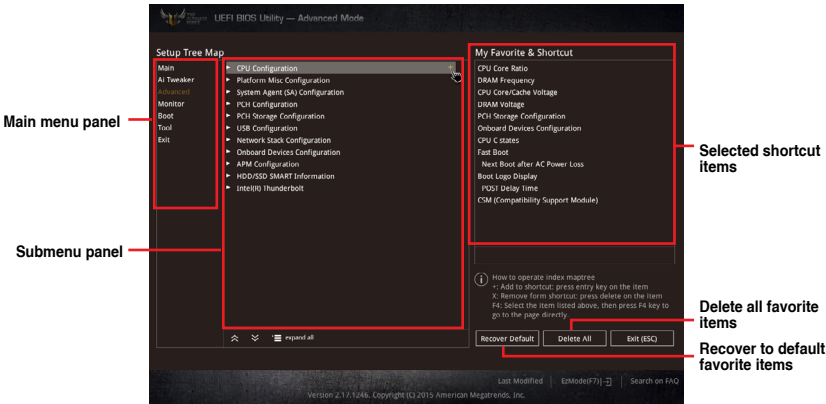 THE ULTIMATE FORCE
UEFI BIOS Utility — Advanced Mode
Setup Tree Map
Main
Ai Tweaker
Advanced
Monitor
Boot
Tool
Exit
CPU Configuration
Platform Misc Configuration
System Agent (SA) Configuration
PCH Configuration
PCH Storage Configuration
USB Configuration
Network Stack Configuration
Onboard Devices Configuration
APM Configuration
HDD/SSD SMART Information
Intel(R) Thunderbolt
expand all
My Favorite & Shortcut
CPU Core Ratio
DRAM Frequency
CPU Core/Cache Voltage
DRAM Voltage
PCH Storage Configuration
Onboard Devices Configuration
CPU C states
Fast Boot
Next Boot after AC Power Loss
Boot Logo Display
POST Delay Time
CSM (Compatibility Support Module)
How to operate index maptree
+: Add to shortcut: press entry key on the item
X: Remove form shortcut: press delete on the item
F4: Select the item listed above, then press F4 key to
go to the page directly.
Recover Default
Delete All
Exit (ESC)
Last Modified
EzMode(F7)
Search on FAQ
Version 2.17.1246. Copyright (C) 2015 American Megatrends, Inc.
Main menu panel
Submenu panel
Selected shortcut
items
Delete all favorite
items
Recover to default
favorite items